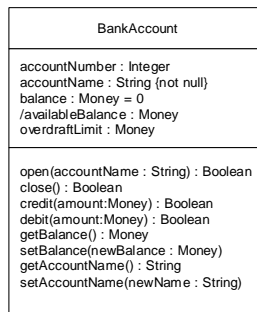 BankAccount
accountNumber : Integer
accountName : String {not null}
balance : Money = 0
/availableBalance : Money
overdraftLimit : Money
open(accountName : String) : Boolean
close() : Boolean
credit(amount:Money) : Boolean
debit(amount:Money) : Boolean
getBalance() : Money
setBalance(newBalance : Money)
getAccountName() : String
setAccountName(newName : String)